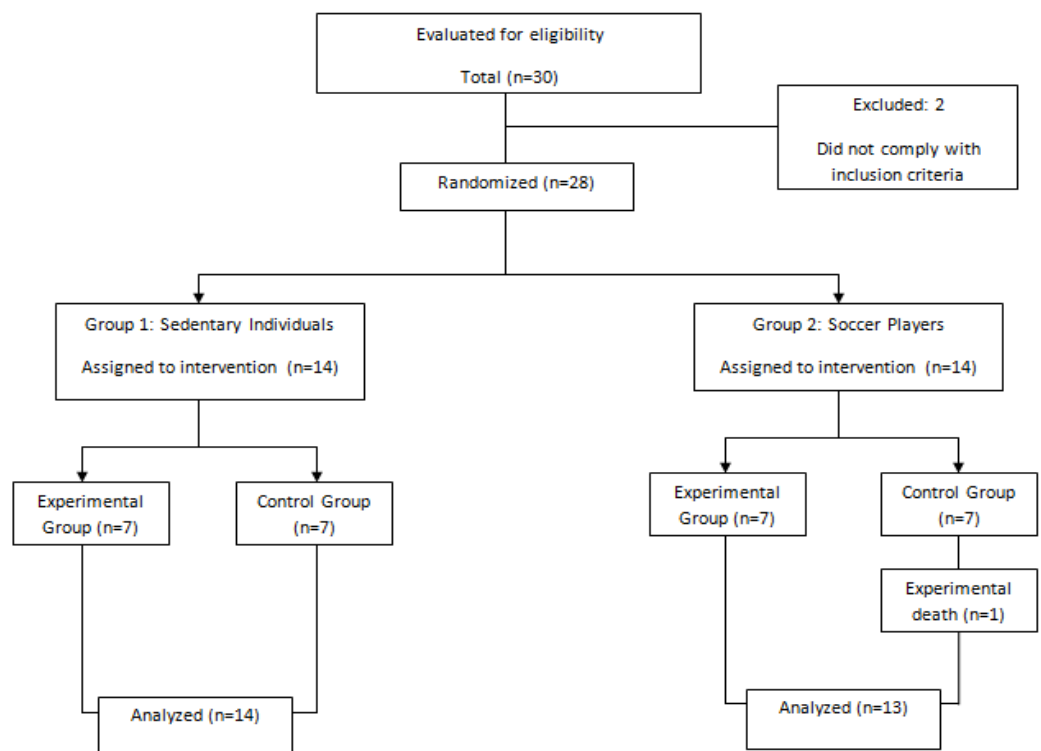 Evaluated for eligibility
Total (n=30)
Excluded: 2
Did not comply with
inclusion criteria
Randomized (n=28)
Group 1: Sedentary Individuals
Assigned to intervention (n=14)
Group 2: Soccer Players
Assigned to intervention (n=14)
Experimental
Group (n=7)
Control Group
(n=7)
Experimental
Group (n=7)
Control Group
(n=7)
Experimental
death (n=1)
Analyzed (n=14)
Analyzed (n=13)